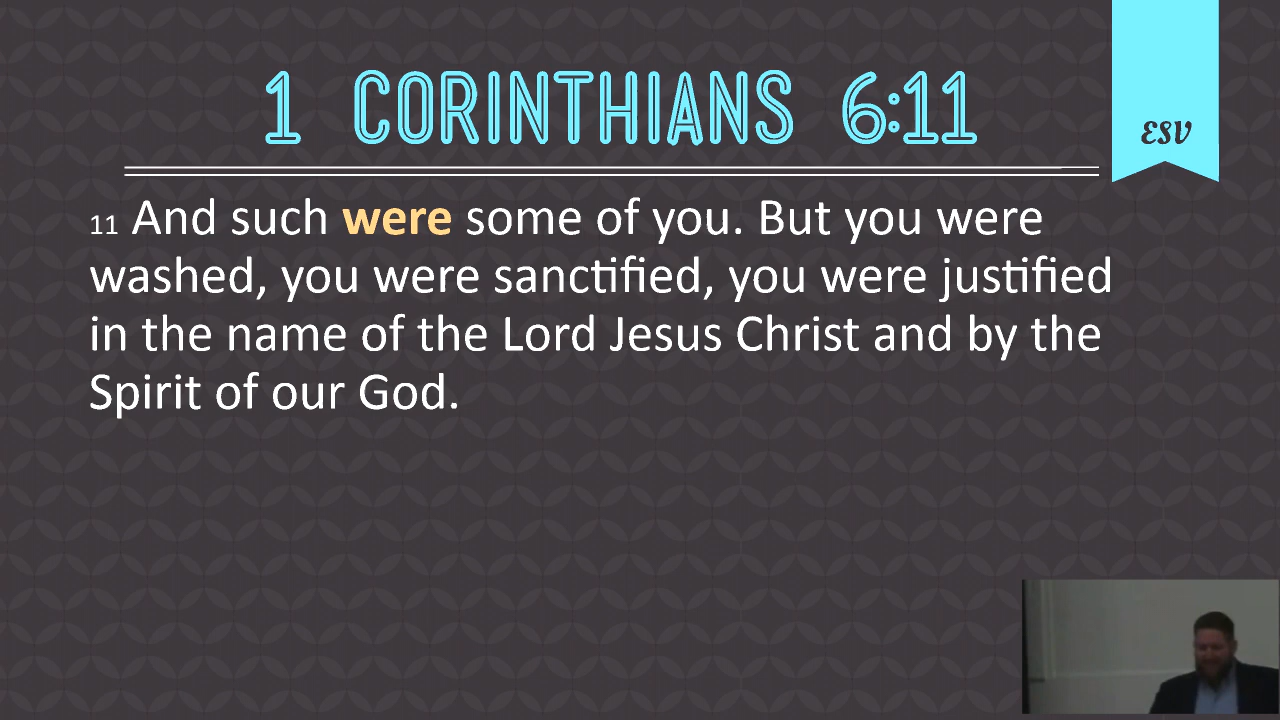 1 CORINTHIANS 6:11
ESV
11 And such were some of you. But you were
washed, you were sanctified, you were justified
in the name of the Lord Jesus Christ and by the
Spirit of our God.